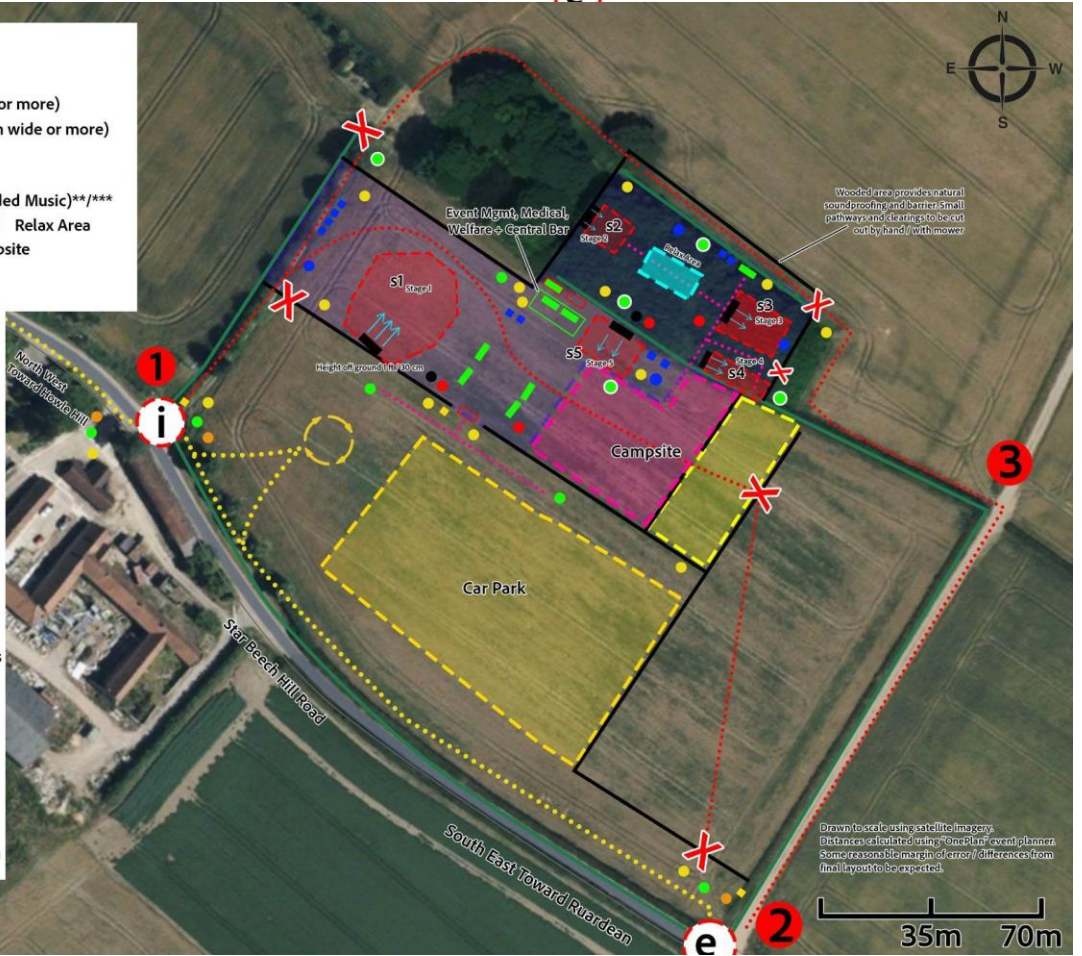 or more)
wide or more)
led Music)**/***
Relax Area
site
N
E
W
S
Wooded area provides natural
soundproofing and barrier. Small
pathways and clearings to be cut
out by hand / with mower
Event Mgmt, Medical,
Welfare + Central Bar
s2
Stage 2
Relax Area
s1
Stage 1
s3
Stage 3
s5
Stage 5
Stage 4
s4
Height off ground 1 ft / 30 cm
1
i
North West
Toward Howle Hill
Campsite
3
Car Park
Star Beech Hill Road
South East Toward Ruardean
Drawn to scale using satellite imagery.
Distances calculated using "OnePlan" event planner.
Some reasonable margin of error / differences from
final layout to be expected.
e
2
35m
70m